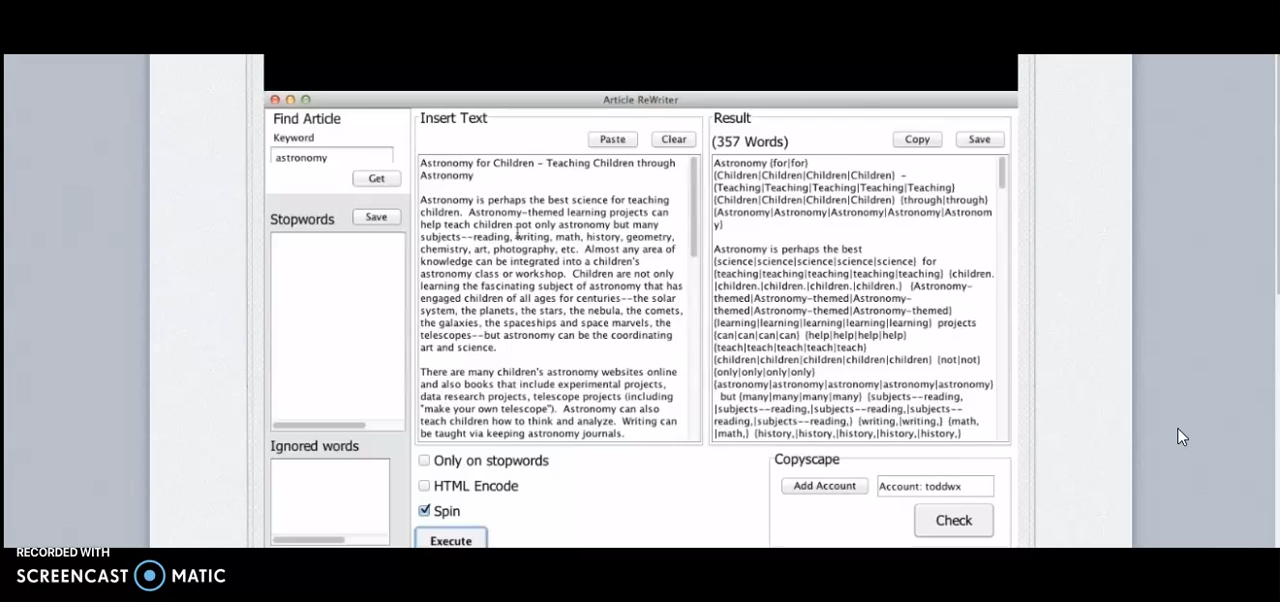 Article ReWriter
Find Article
Keyword
astronomy
Get
Stopwords
Save
Ignored words
Insert Text
Paste
Clear
Astronomy for Children – Teaching Children through
Astronomy
Astronomy is perhaps the best science for teaching
children. Astronomy-themed learning projects can
help teach children not only astronomy but many
subjects--reading, writing, math, history, geometry,
chemistry, art, photography, etc. Almost any area of
knowledge can be integrated into a children's
astronomy class or workshop. Children are not only
learning the fascinating subject of astronomy that has
engaged children of all ages for centuries--the solar
system, the planets, the stars, the nebula, the comets,
the galaxies, the spaceships and space marvels, the
telescopes--but astronomy can be the coordinating
art and science.
There are many children's astronomy websites online
and also books that include experimental projects,
data research projects, telescope projects (including
"make your own telescope"). Astronomy can also
teach children how to think and analyze. Writing can
be taught via keeping astronomy journals.
Only on stopwords
HTML Encode
Spin
Execute
Result
(357 Words)
Copy
Save
Astronomy {for|for}
{Children|Children|Children|Children} –
{Teaching|Teaching|Teaching|Teaching|Teaching}
{Children|Children|Children|Children} {through|through}
{Astronomy|Astronomy|Astronomy|Astronomy|Astronom
y}
Astronomy is perhaps the best
{science|science|science|science|science} for
{teaching|teaching|teaching|teaching|teaching} {children.
|children.|children.|children.|children.} {Astronomy-
themed|Astronomy-themed|Astronomy-
themed|Astronomy-themed|Astronomy-themed}
{learning|learning|learning|learning|learning} projects
{can|can|can|can} {help|help|help|help}
{teach|teach|teach|teach|teach}
{children|children|children|children|children} {not|not}
{only|only|only|only}
{astronomy|astronomy|astronomy|astronomy|astronomy}
but {many|many|many|many} {subjects--reading,
|subjects--reading,|subjects--reading,|subjects--
reading,|subjects--reading,} {writing,|writing,} {math,
|math,} {history,|history,|history,|history,|history,}
Copyscape
Add Account
Account: toddwx
Check
RECORDED WITH
SCREENCAST MATIC